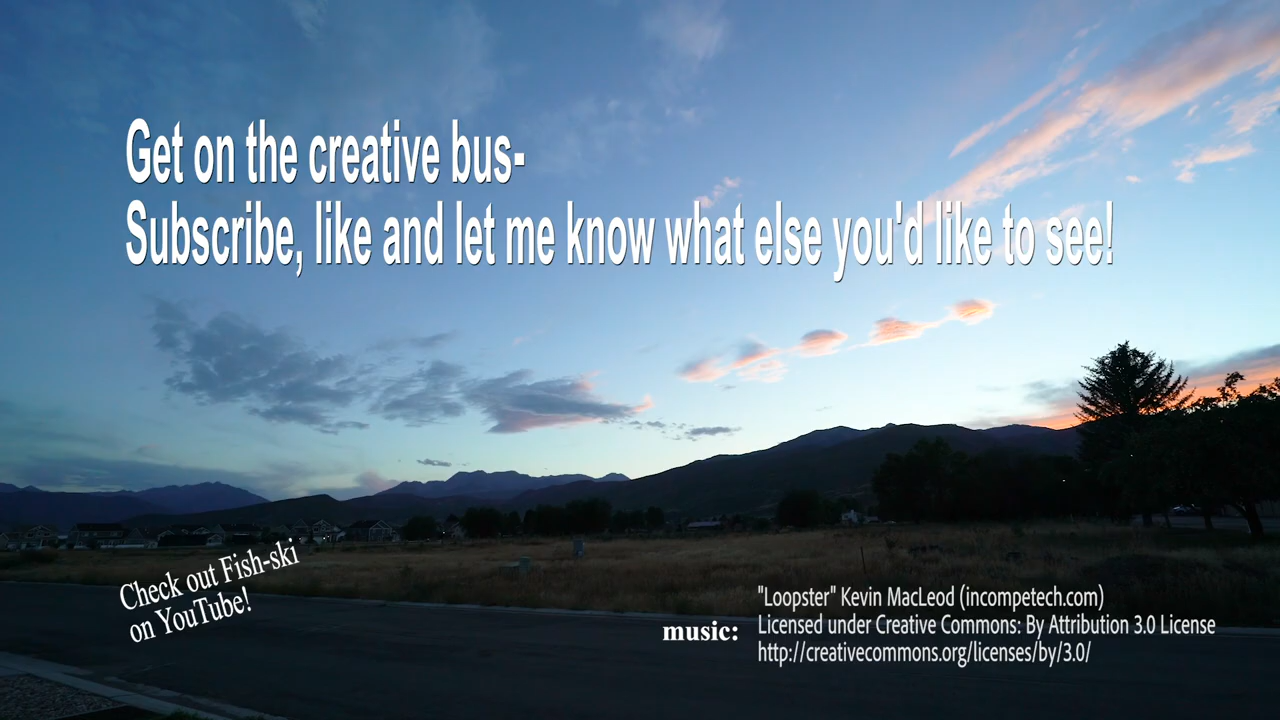 Get on the creative bus-
Subscribe, like and let me know what else you'd like to see!
Check out Fish-ski
on YouTube!
music:
"Loopster" Kevin MacLeod (incompetech.com)
Licensed under Creative Commons: By Attribution 3.0 License
http://creativecommons.org/licenses/by/3.0/